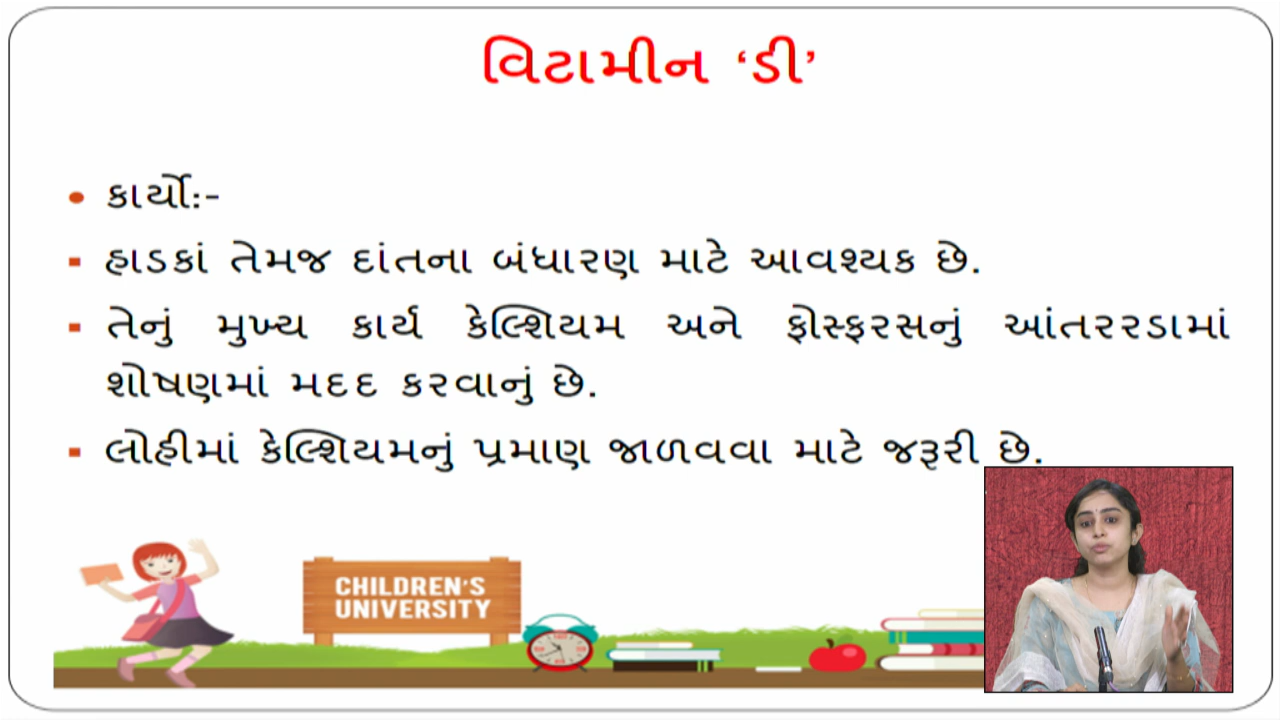 વિટામીન ‘ડી’
કાર્યો:-
હાડકાં તેમજ દાંતના બંધારણ માટે આવશ્યક છે.
તેનું મુખ્ય કાર્ય કેલ્શિયમ અને ફોસ્ફરસનું આંતરરડામાં
શોષણમાં મદદ કરવાનું છે.
લોહીમાં કેલ્શિયમનું પ્રમાણ જાળવવા માટે જરૂરી છે.
CHILDREN'S
UNIVERSITY